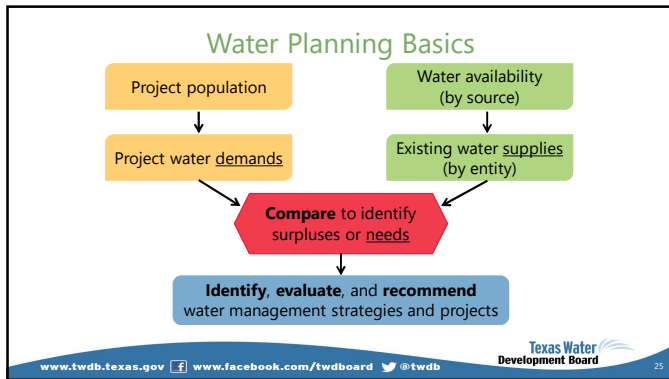 Water Planning Basics
Project population
Water availability
(by source)
Project water demands
Existing water supplies
(by entity)
Compare to identify
surpluses or needs
Identify, evaluate, and recommend
water management strategies and projects
Texas Water
Development Board
www.twdb.texas.gov f www.facebook.com/twdboard @twdb
25